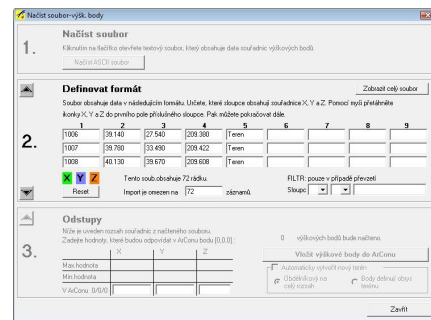 Načíst soubor-výšk. body
1.
Načíst soubor
Kliknutím na tlačítko otevřete textový soubor, který obsahuje data souřadnic výškových bodů.
Načíst ASCII soubor
2.
Definovat formát
Zobrazit celý soubor
Soubor obsahuje data v následujícím formátu. Určete, které sloupce obsahují souřadnice X, Y a Z. Pomocí myši přetáhněte
ikonky X, Y a Z do prvního pole příslušného sloupce. Pak můžete pokračovat dále.
1 2 3 4 5 6 7 8 9
1006 39.140 27.540 209.380 Teren
1007 39.780 33.490 209.422 Teren
1008 40.130 39.670 209.608 Teren
X Y Z Tento soub.obsahuje 72 řádku. FILTR: pouze v případě převzetí
Reset Import je omezen na 72 záznamů. Sloupc
3.
Odstupy
Níže je uveden rozsah souřadnic z načteného souboru.
Zadejte hodnoty, které budou odpovídat v ArConu bodu (0,0,0) :
0 výškových bodů bude načteno.
X Y Z
Vložit výškové body do ArConu
Max.hodnota
Min.hodnota
V ArConu 0/0/0
Automaticky vytvořit nový terén
Obdélníkový na celý rozsah
Body definují obrys terénu
Zavřít